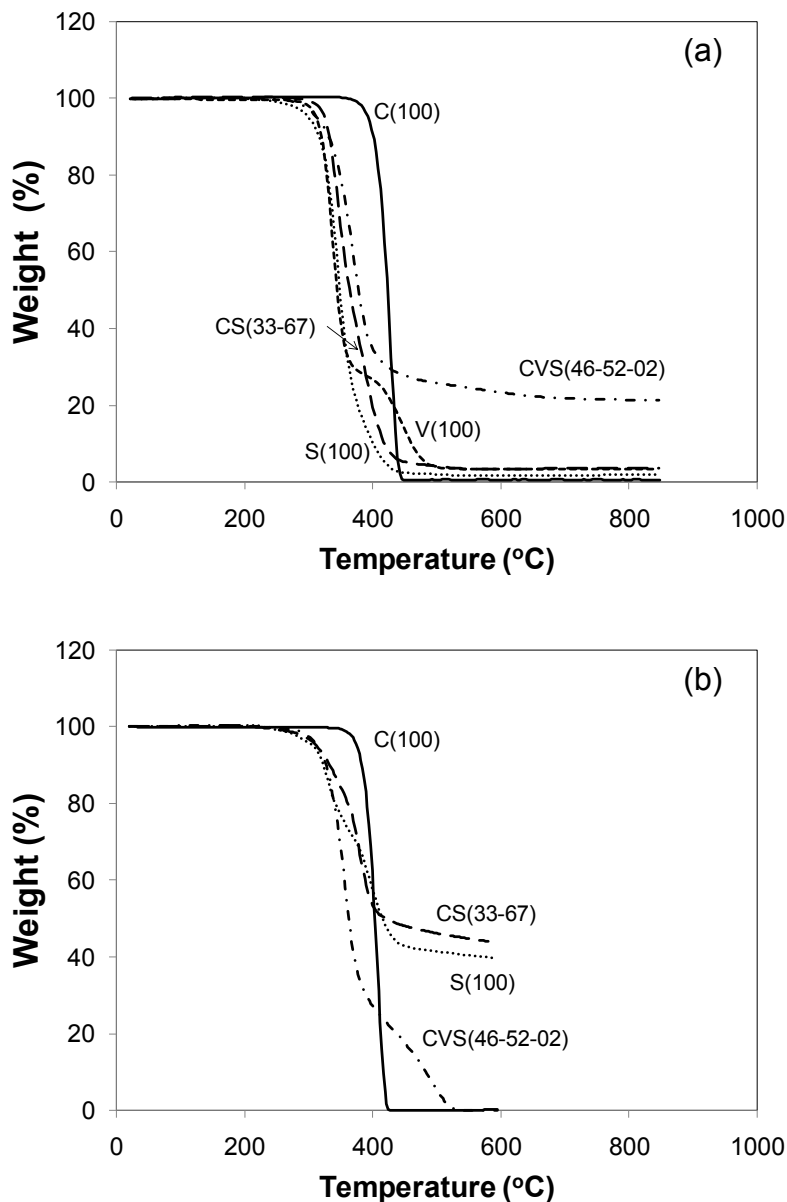 (a)
120
100
80
60
40
20
0
Weight (%)
C(100)
CS(33-67)
CVS(46-52-02)
V(100)
S(100)
0 200 400 600 800 1000
Temperature (°C)
(b)
120
100
80
60
40
20
0
Weight (%)
C(100)
CS(33-67)
S(100)
CVS(46-52-02)
0 200 400 600 800 1000
Temperature (°C)